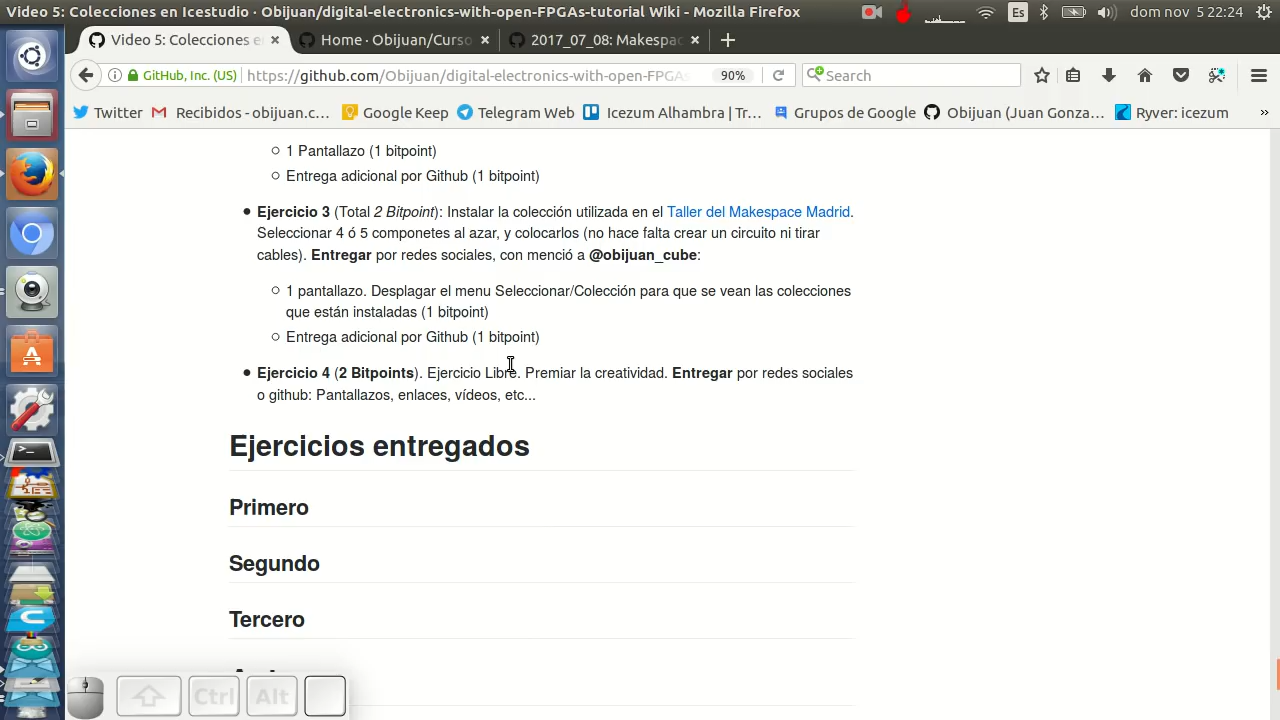 Video 5: Colecciones en Icestudio · Obijuan/digital-electronics-with-open-FPGAs-tutorial Wiki - Mozilla Firefox
Es
dom nov 5 22:24
Video 5: Colecciones e
Home · Obijuan/Curso
2017_07_08: Makespac
GitHub, Inc. (US)
https://github.com/Obijuan/digital-electronics-with-open-FPGAs
90%
Search
Twitter
Recibidos - obijuan.c...
Google Keep
Telegram Web
Icezum Alhambra | Tr...
Grupos de Google
Obijuan (Juan Gonza...
Ryver: icezum
»
1 Pantallazo (1 bitpoint)
Entrega adicional por Github (1 bitpoint)
Ejercicio 3 (Total 2 Bitpoint): Instalar la colección utilizada en el Taller del Makespace Madrid.
Seleccionar 4 ó 5 componetes al azar, y colocarlos (no hace falta crear un circuito ni tirar
cables). Entregar por redes sociales, con menció a @obijuan_cube:
1 pantallazo. Desplagar el menu Seleccionar/Colección para que se vean las colecciones
que están instaladas (1 bitpoint)
Entrega adicional por Github (1 bitpoint)
Ejercicio 4 (2 Bitpoints). Ejercicio Libre. Premiar la creatividad. Entregar por redes sociales
o github: Pantallazos, enlaces, vídeos, etc...
Ejercicios entregados
Primero
Segundo
Tercero
Ctrl
Alt